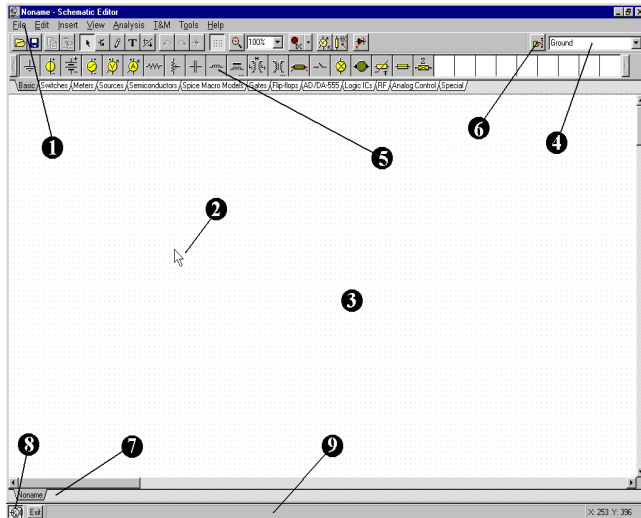 Noname - Schematic Editor
File Edit Insert View Analysis T&M Tools Help
T 100% DC Ground
V A Z
Basic Switches Meters Sources Semiconductors Spice Macro Models Gates Flip-flops AD/DA-555 Logic ICs RF Analog Control Special
6 4
1 5
2
3
8 7 9
Noname
Exit X: 253 Y: 396